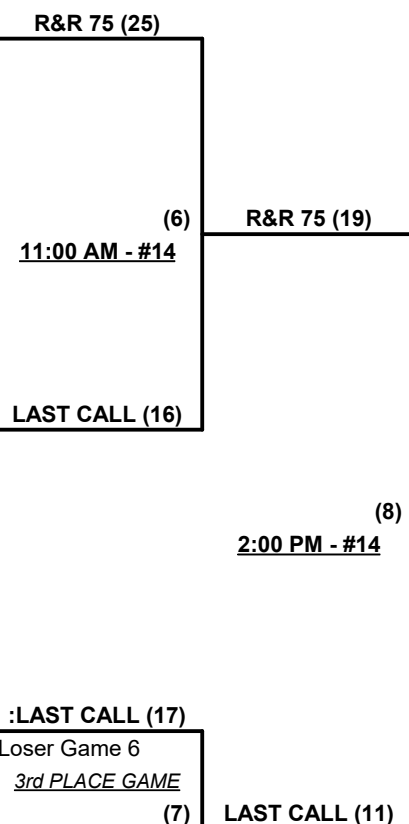 R&R 75 (25)
(6)
R&R 75 (19)
11:00 AM - #14
LAST CALL (16)
(8)
2:00 PM - #14
:LAST CALL (17)
Loser Game 6
3rd PLACE GAME
(7)
LAST CALL (11)